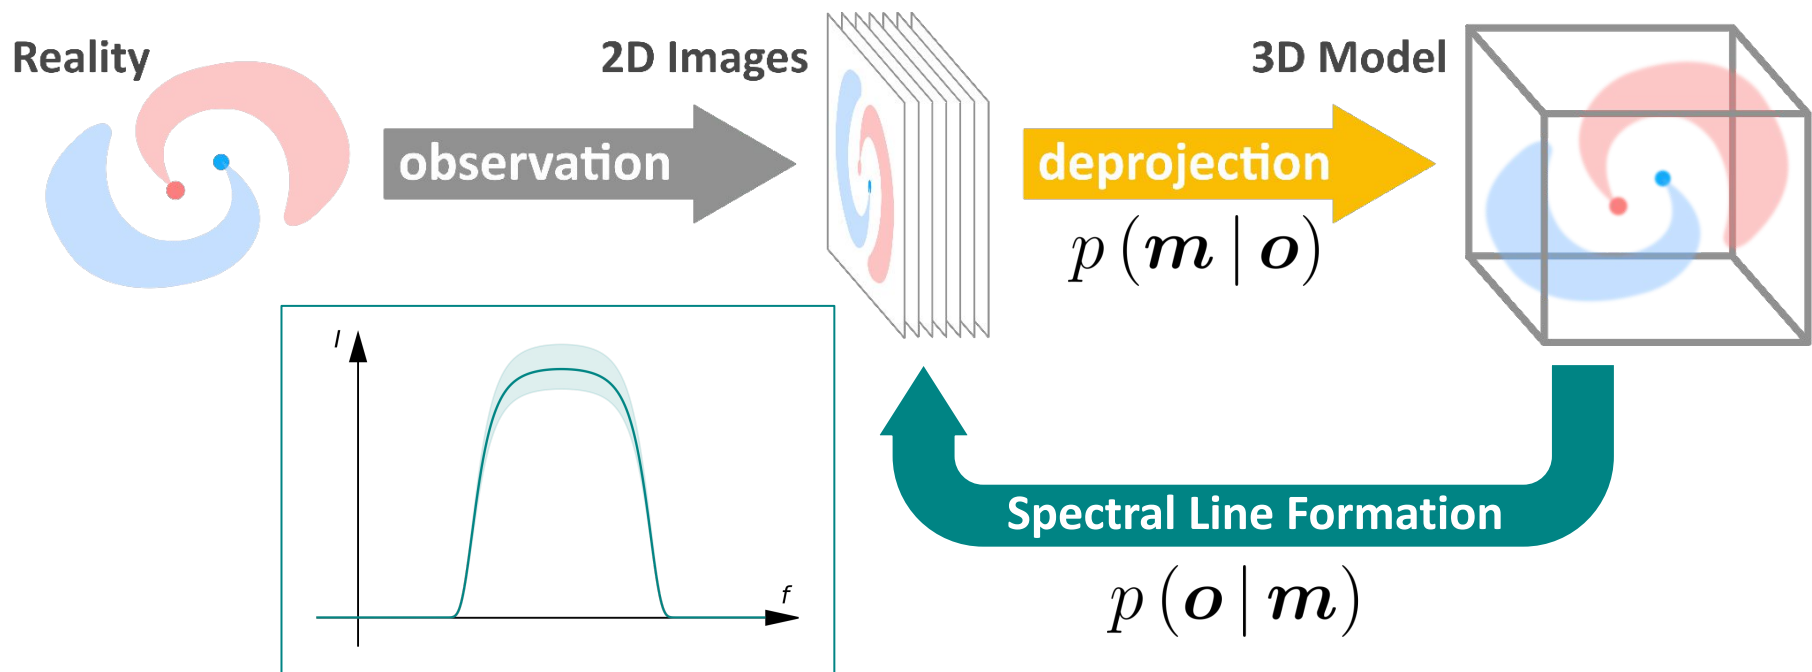 Reality
2D Images
3D Model
observation
deprojection
p (m | o)
I
f
Spectral Line Formation
p (o | m)